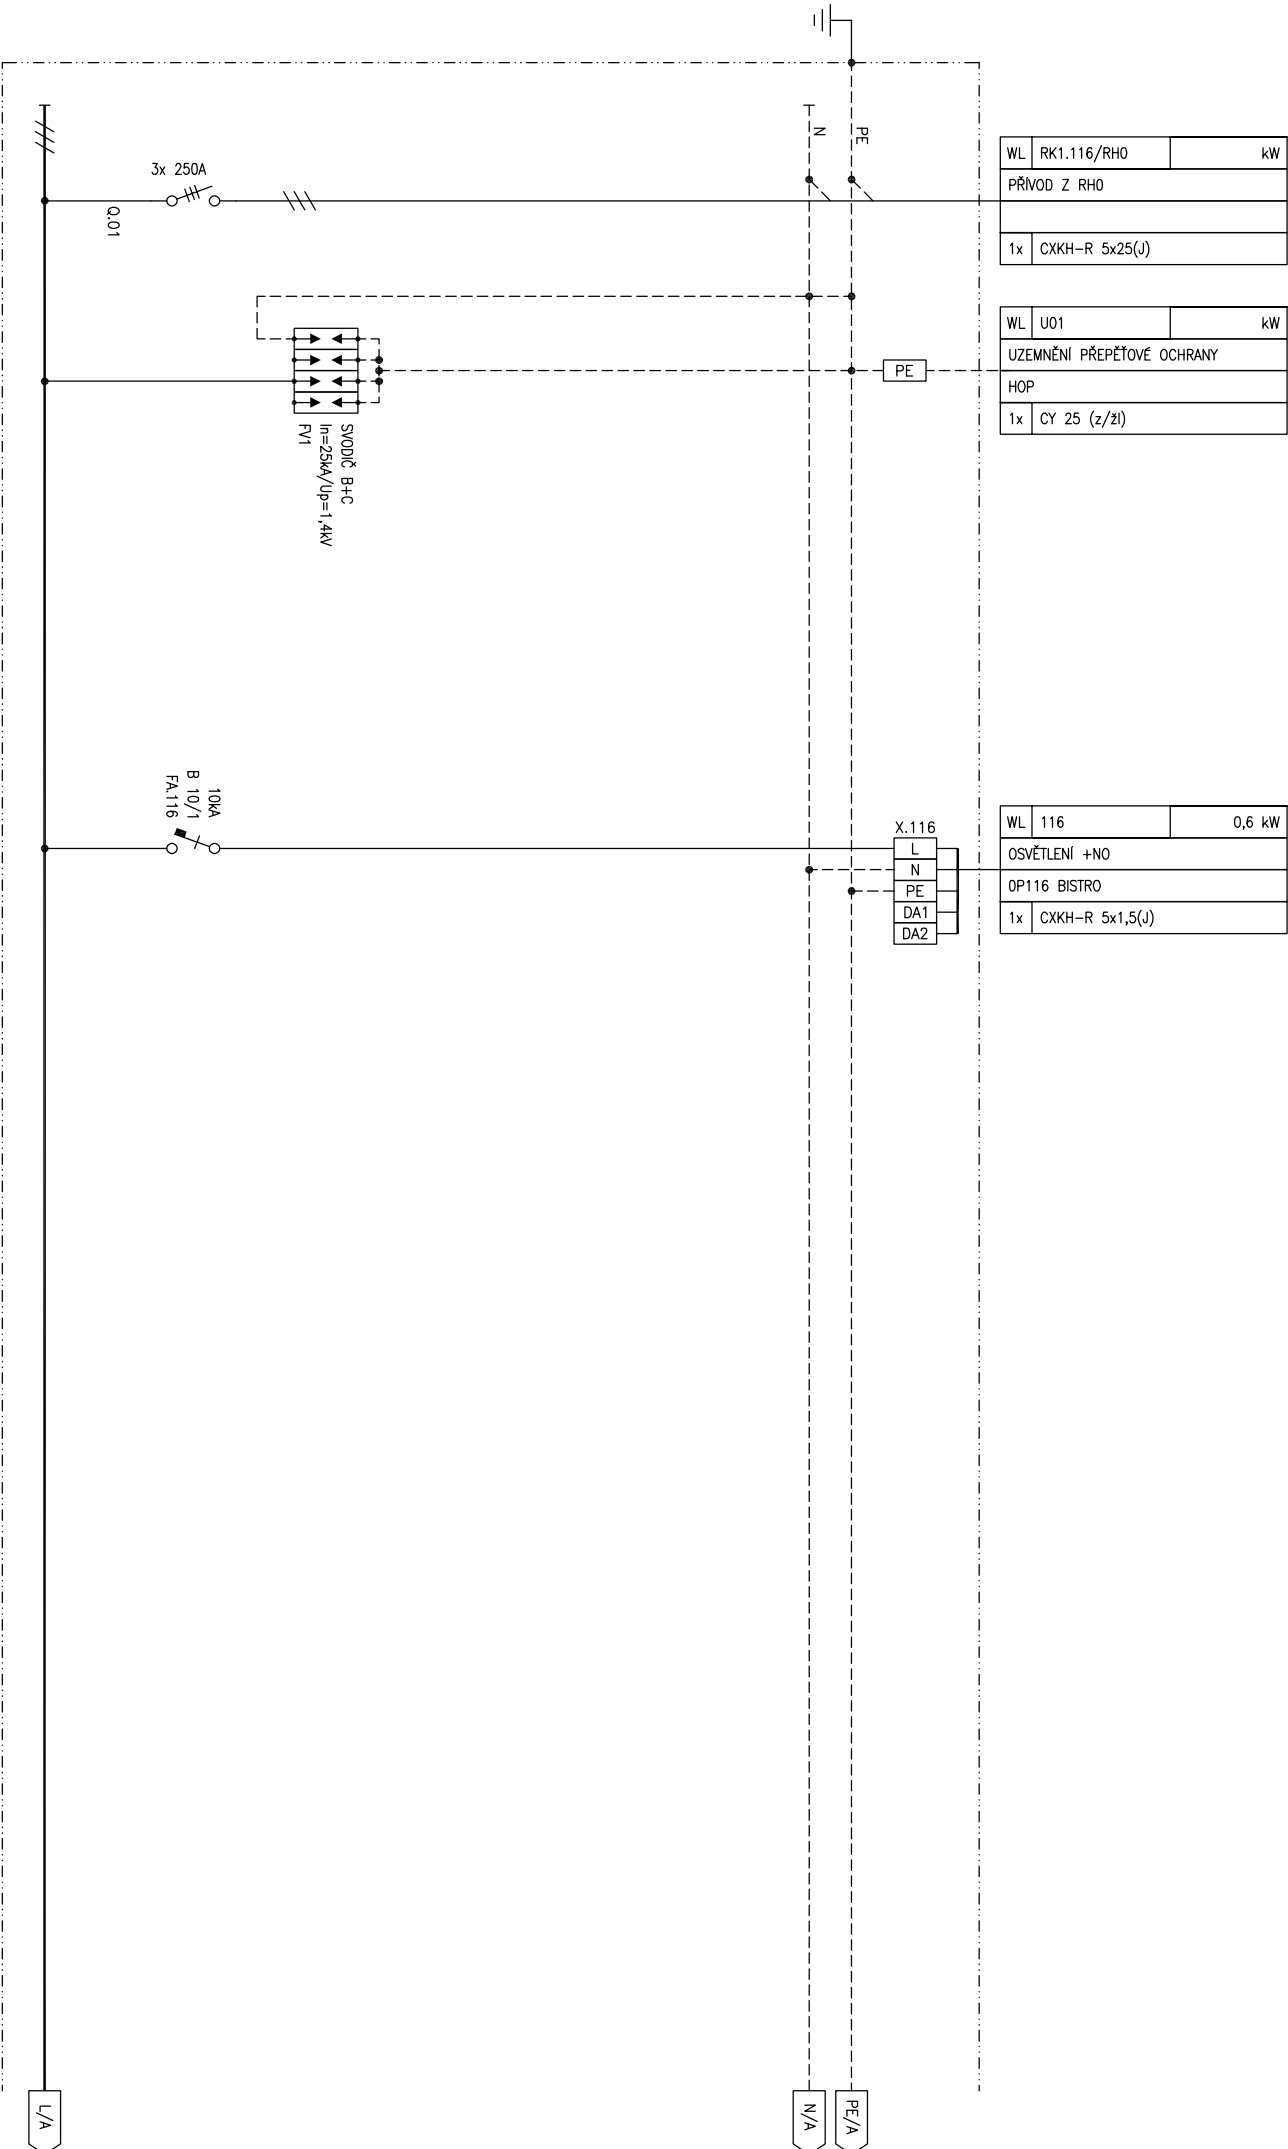 N
PE
WL RK1.116/RH0 kW
PŘÍVOD Z RH0
1x CXKH-R 5x25(J)
3x 250A
Q.01
WL U01 kW
UZEMNĚNÍ PŘEPĚŤOVÉ OCHRANY
HOP
1x CY 25 (z/žl)
PE
SVODIČ B+C
In=25kA/Up=1,4kV
FV1
10kA
B 10/1
FA.116
X.116
L
N
PE
DA1
DA2
WL 116 0,6 kW
OSVĚTLENÍ +NO
0P116 BISTRO
1x CXKH-R 5x1,5(J)
L/A
N/A
PE/A